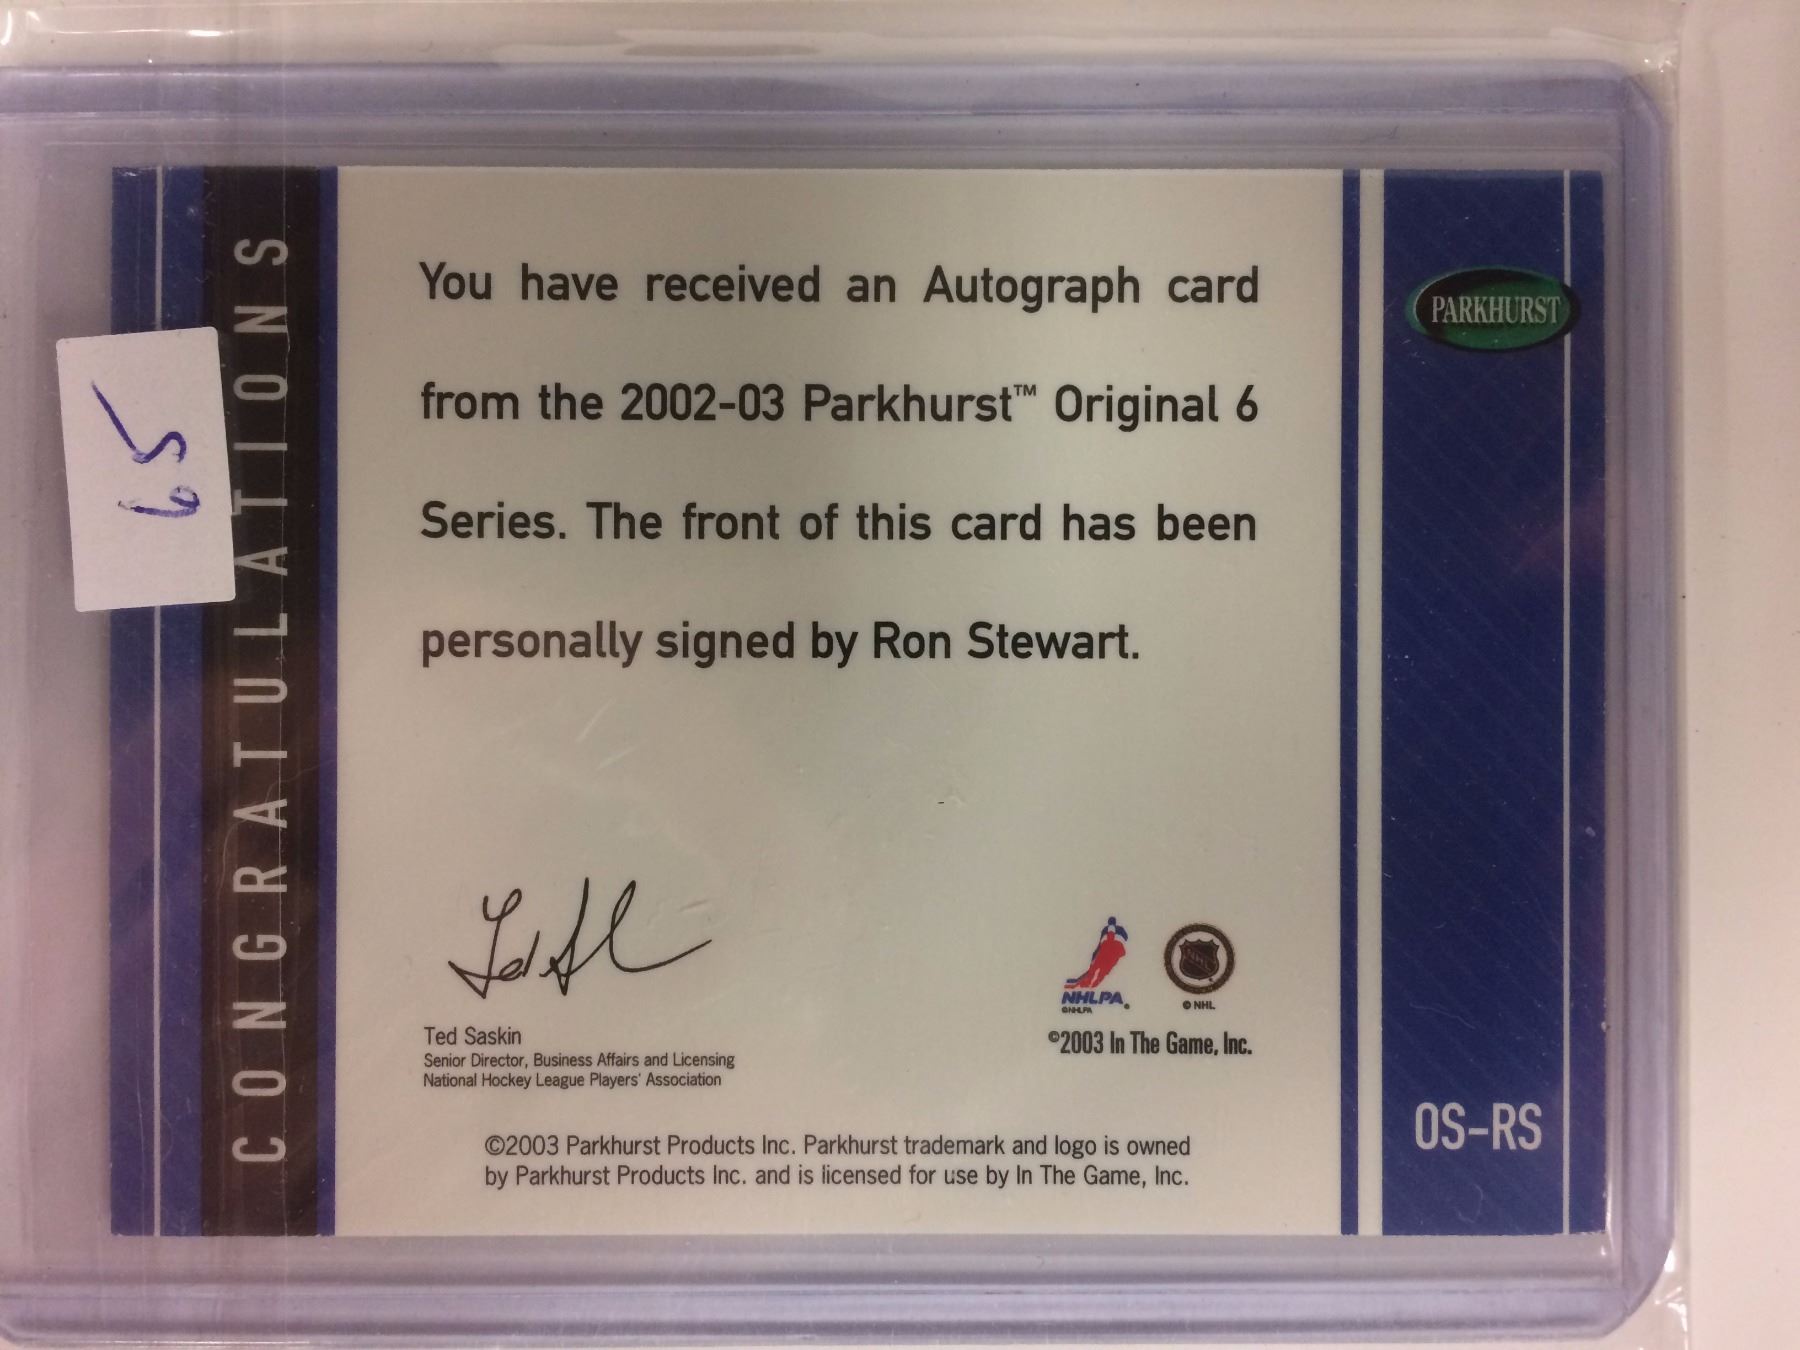 CONGRATULATIONS
65
You have received an Autograph card
from the 2002-03 Parkhurst™ Original 6
Series. The front of this card has been
personally signed by Ron Stewart.
PARKHURST
Ted Saskin
Senior Director, Business Affairs and Licensing
National Hockey League Players' Association
NHLPA
©NHLPA
NHL
©NHL
©2003 In The Game, Inc.
©2003 Parkhurst Products Inc. Parkhurst trademark and logo is owned
by Parkhurst Products Inc. and is licensed for use by In The Game, Inc.
OS-RS